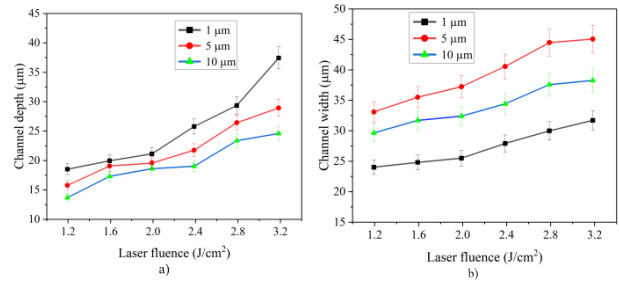 45
40
35
30
25
20
15
10
Channel depth (μm)
1 μm
5 μm
10 μm
1.2 1.6 2.0 2.4 2.8 3.2
Laser fluence (J/cm²)
a)
50
45
40
35
30
25
20
15
Channel width (μm)
1 μm
5 μm
10 μm
1.2 1.6 2.0 2.4 2.8 3.2
Laser fluence (J/cm²)
b)